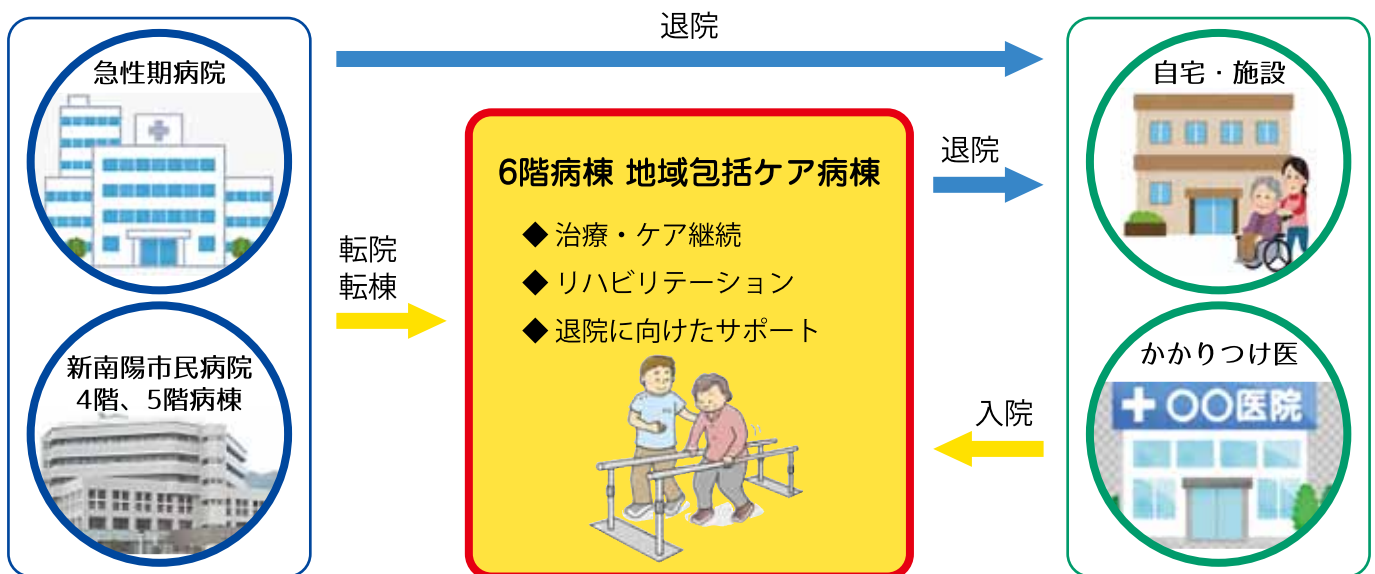 退院
急性期病院
自宅・施設
6階病棟 地域包括ケア病棟
退院
◆ 治療・ケア継続
転院
転棟
◆ リハビリテーション
◆ 退院に向けたサポート
新南陽市民病院
4階、5階病棟
かかりつけ医
〇〇医院
入院